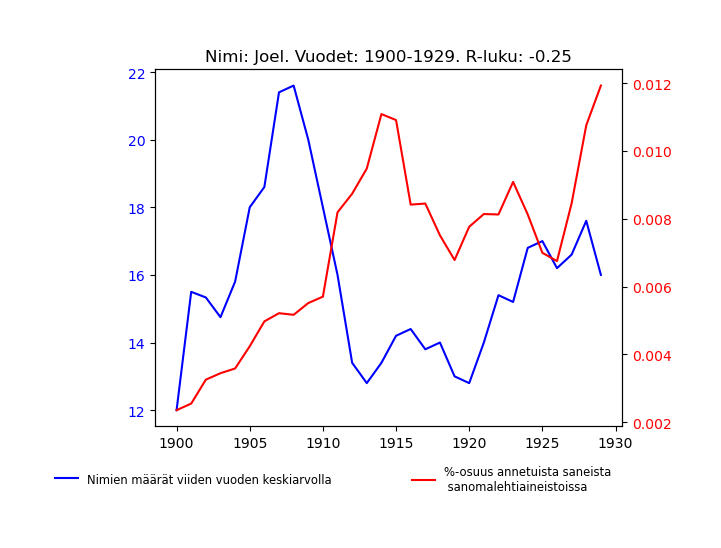 Nimi: Joel. Vuodet: 1900-1929. R-luku: -0.25
22
20
18
16
14
12
0.012
0.010
0.008
0.006
0.004
0.002
1900 1905 1910 1915 1920 1925 1930
Nimien määrät viiden vuoden keskiarvolla
%-osuus annetuista saneista
sanomalehtiaineistoissa